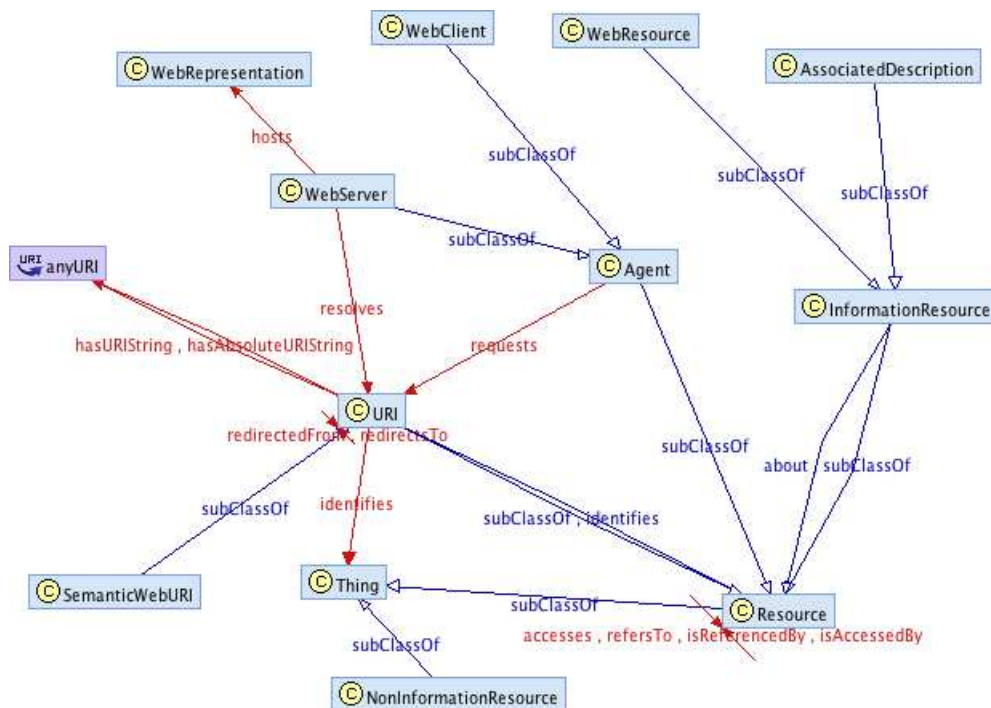 C WebClient
C WebResource
C WebRepresentation
C AssociatedDescription
hosts
subClassOf
subClassOf
subClassOf
C WebServer
subClassOf
URI anyURI
C Agent
C InformationResource
resolves
hasURIString , hasAbsoluteURIString
requests
C URI
redirectedFrom , redirectsTo
subClassOf
about , subClassOf
subClassOf
identifies
subClassOf , identifies
C SemanticWebURI
C Thing
subClassOf
C Resource
accesses , refersTo , isReferencedBy , isAccessedBy
subClassOf
C NonInformationResource